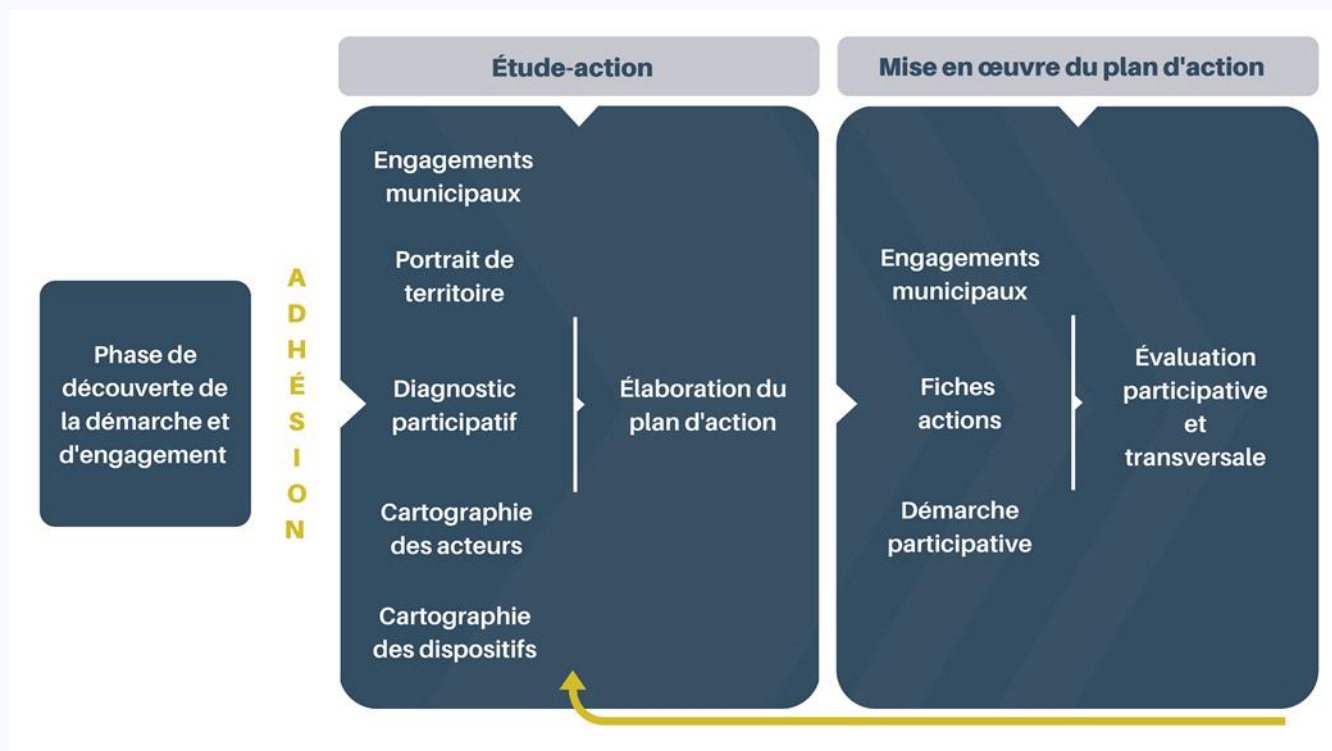 Étude-action
Mise en œuvre du plan d'action
Phase de
découverte de
la démarche et
d'engagement
ADHÉSION
Engagements
municipaux
Portrait de
territoire
Diagnostic
participatif
Cartographie
des acteurs
Cartographie
des dispositifs
Élaboration du
plan d'action
Engagements
municipaux
Fiches
actions
Démarche
participative
Évaluation
participative
et
transversale